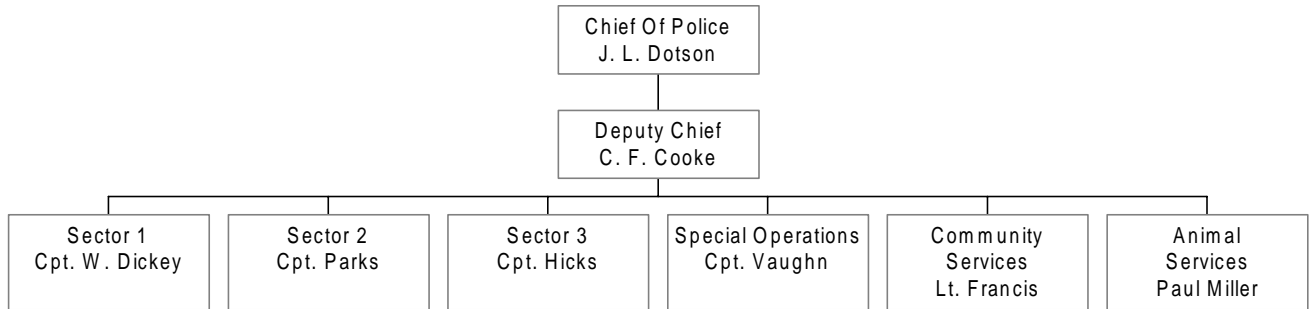 Chief Of Police
J. L. Dotson
Deputy Chief
C. F. Cooke
Sector 1
Cpt. W. Dickey
Sector 2
Cpt. Parks
Sector 3
Cpt. Hicks
Special Operations
Cpt. Vaughn
Community
Services
Lt. Francis
Animal
Services
Paul Miller